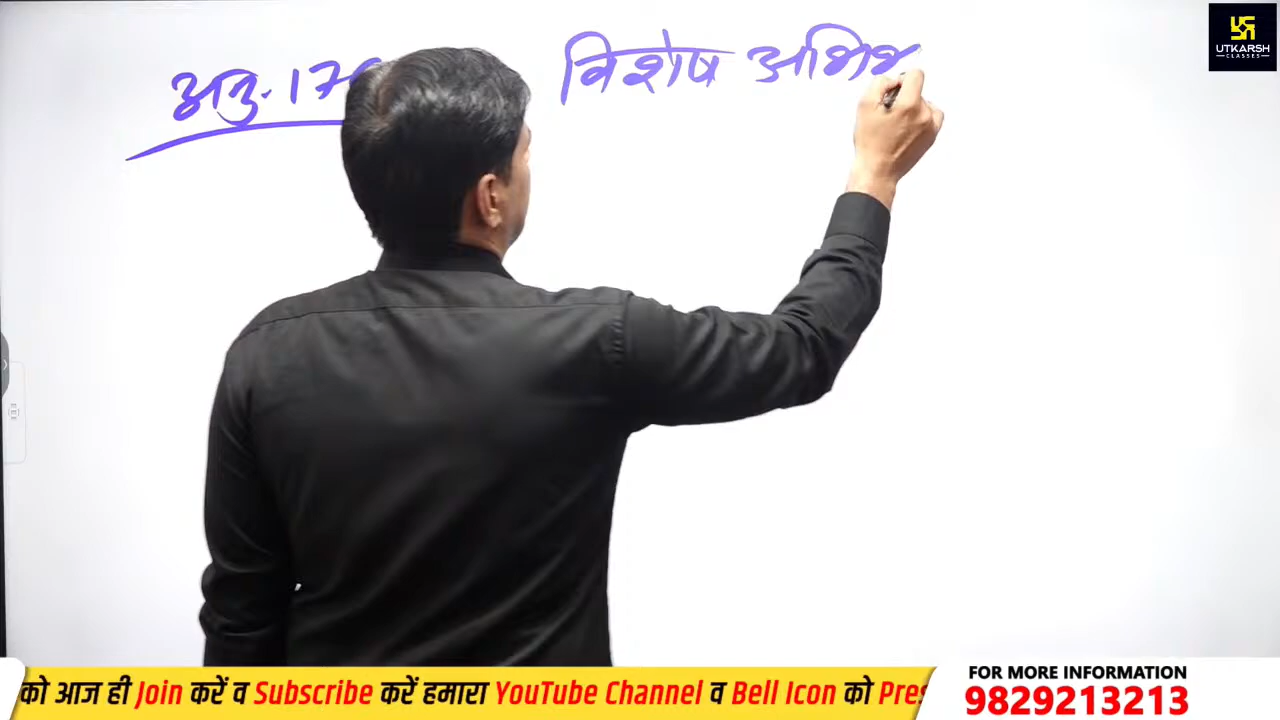 अनु. 17
विशेष अभिभ
UTKARSH
CLASSES
को आज ही Join करें व Subscribe करें हमारा YouTube Channel व Bell Icon को Pres
FOR MORE INFORMATION
9829213213